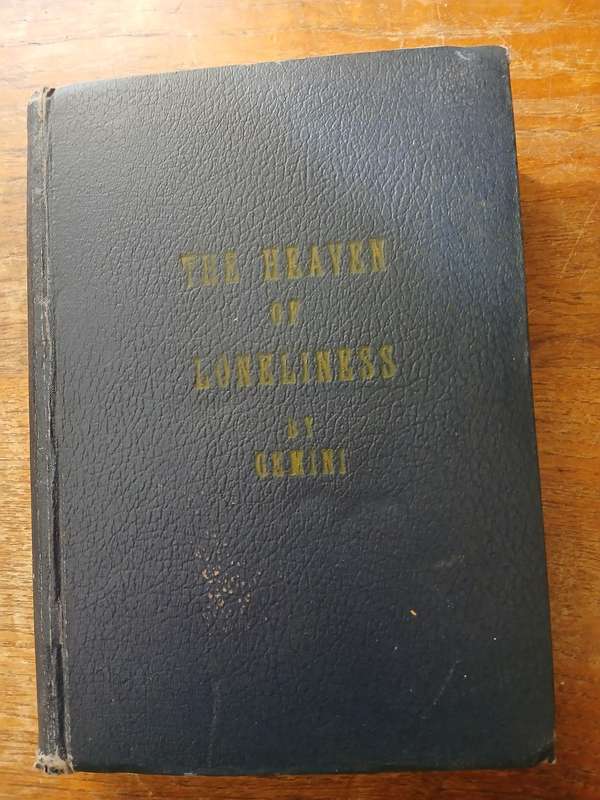 THE HEAVEN
OF
LONELINESS
BY
GEMINI